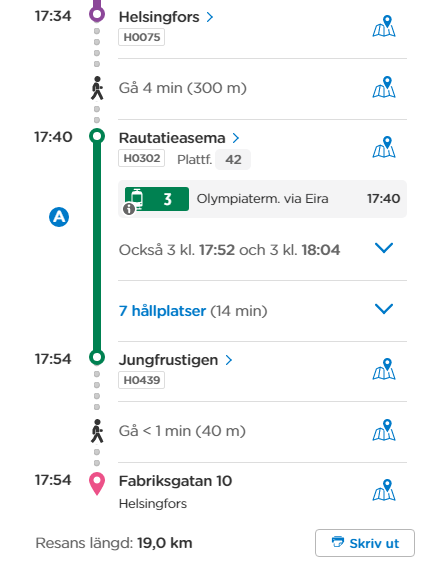 17:34 Helsingfors
H0075
Gå 4 min (300 m)
17:40 Rautatieasema
H0302 Plattf. 42
3 Olympiaterm. via Eira 17:40
A
Också 3 kl. 17:52 och 3 kl. 18:04
7 hållplatser (14 min)
17:54 Jungfrustigen
H0439
Gå < 1 min (40 m)
17:54 Fabriksgatan 10
Helsingfors
Resans längd: 19,0 km Skriv ut